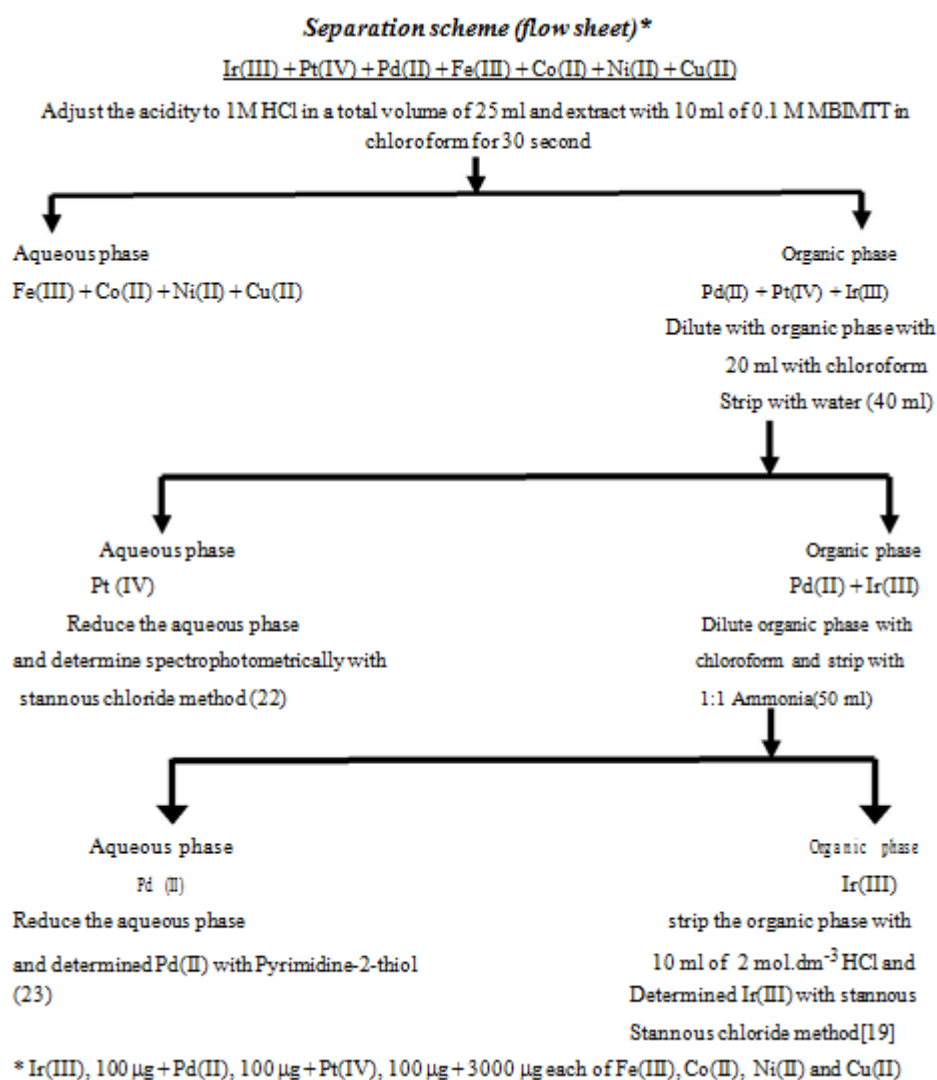 Separation scheme (flow sheet)*
Ir(III) + Pt(IV) + Pd(II) + Fe(III) + Co(II) + Ni(II) + Cu(II)
Adjust the acidity to 1M HCl in a total volume of 25 ml and extract with 10 ml of 0.1 M MBIMTT in
chloroform for 30 second
Aqueous phase
Fe(III) + Co(II) + Ni(II) + Cu(II)
Organic phase
Pd(II) + Pt(IV) + Ir(III)
Dilute with organic phase with
20 ml with chloroform
Strip with water (40 ml)
Aqueous phase
Pt (IV)
Reduce the aqueous phase
and determine spectrophotometrically with
stannous chloride method (22)
Organic phase
Pd(II) + Ir(III)
Dilute organic phase with
chloroform and strip with
1:1 Ammonia(50 ml)
Aqueous phase
Pd (II)
Reduce the aqueous phase
and determined Pd(II) with Pyrimidine-2-thiol
(23)
Organic phase
Ir(III)
strip the organic phase with
10 ml of 2 mol.dm⁻³ HCl and
Determined Ir(III) with stannous
Stannous chloride method[19]
* Ir(III), 100 µg + Pd(II), 100 µg + Pt(IV), 100 µg + 3000 µg each of Fe(III), Co(II), Ni(II) and Cu(II)